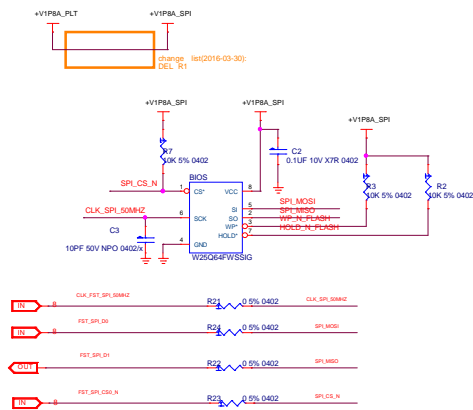 +V1P8A_PLT
+V1P8A_SPI
change list(2016-03-30):
DEL R1
+V1P8A_SPI
+V1P8A_SPI
+V1P8A_SPI
R7
10K 5% 0402
C2
0.1UF 10V X7R 0402
R3
10K 5% 0402
R2
10K 5% 0402
BIOS
SPI_CS_N
1
CS*
VCC
8
CLK_SPI_50MHZ
6
SCK
SI
5
SPI_MOSI
SO
2
SPI_MISO
WP*
3
WP_N_FLASH
HOLD*
7
HOLD_N_FLASH
4
GND
C3
10PF 50V NPO 0402/x
W25Q64FWSSIG
IN
8
CLK_FST_SPI_50MHZ
R21
0 5% 0402
CLK_SPI_50MHZ
IN
8
FST_SPI_D0
R24
0 5% 0402
SPI_MOSI
OUT
8
FST_SPI_D1
R22
0 5% 0402
SPI_MISO
IN
8
FST_SPI_CS0_N
R23
0 5% 0402
SPI_CS_N